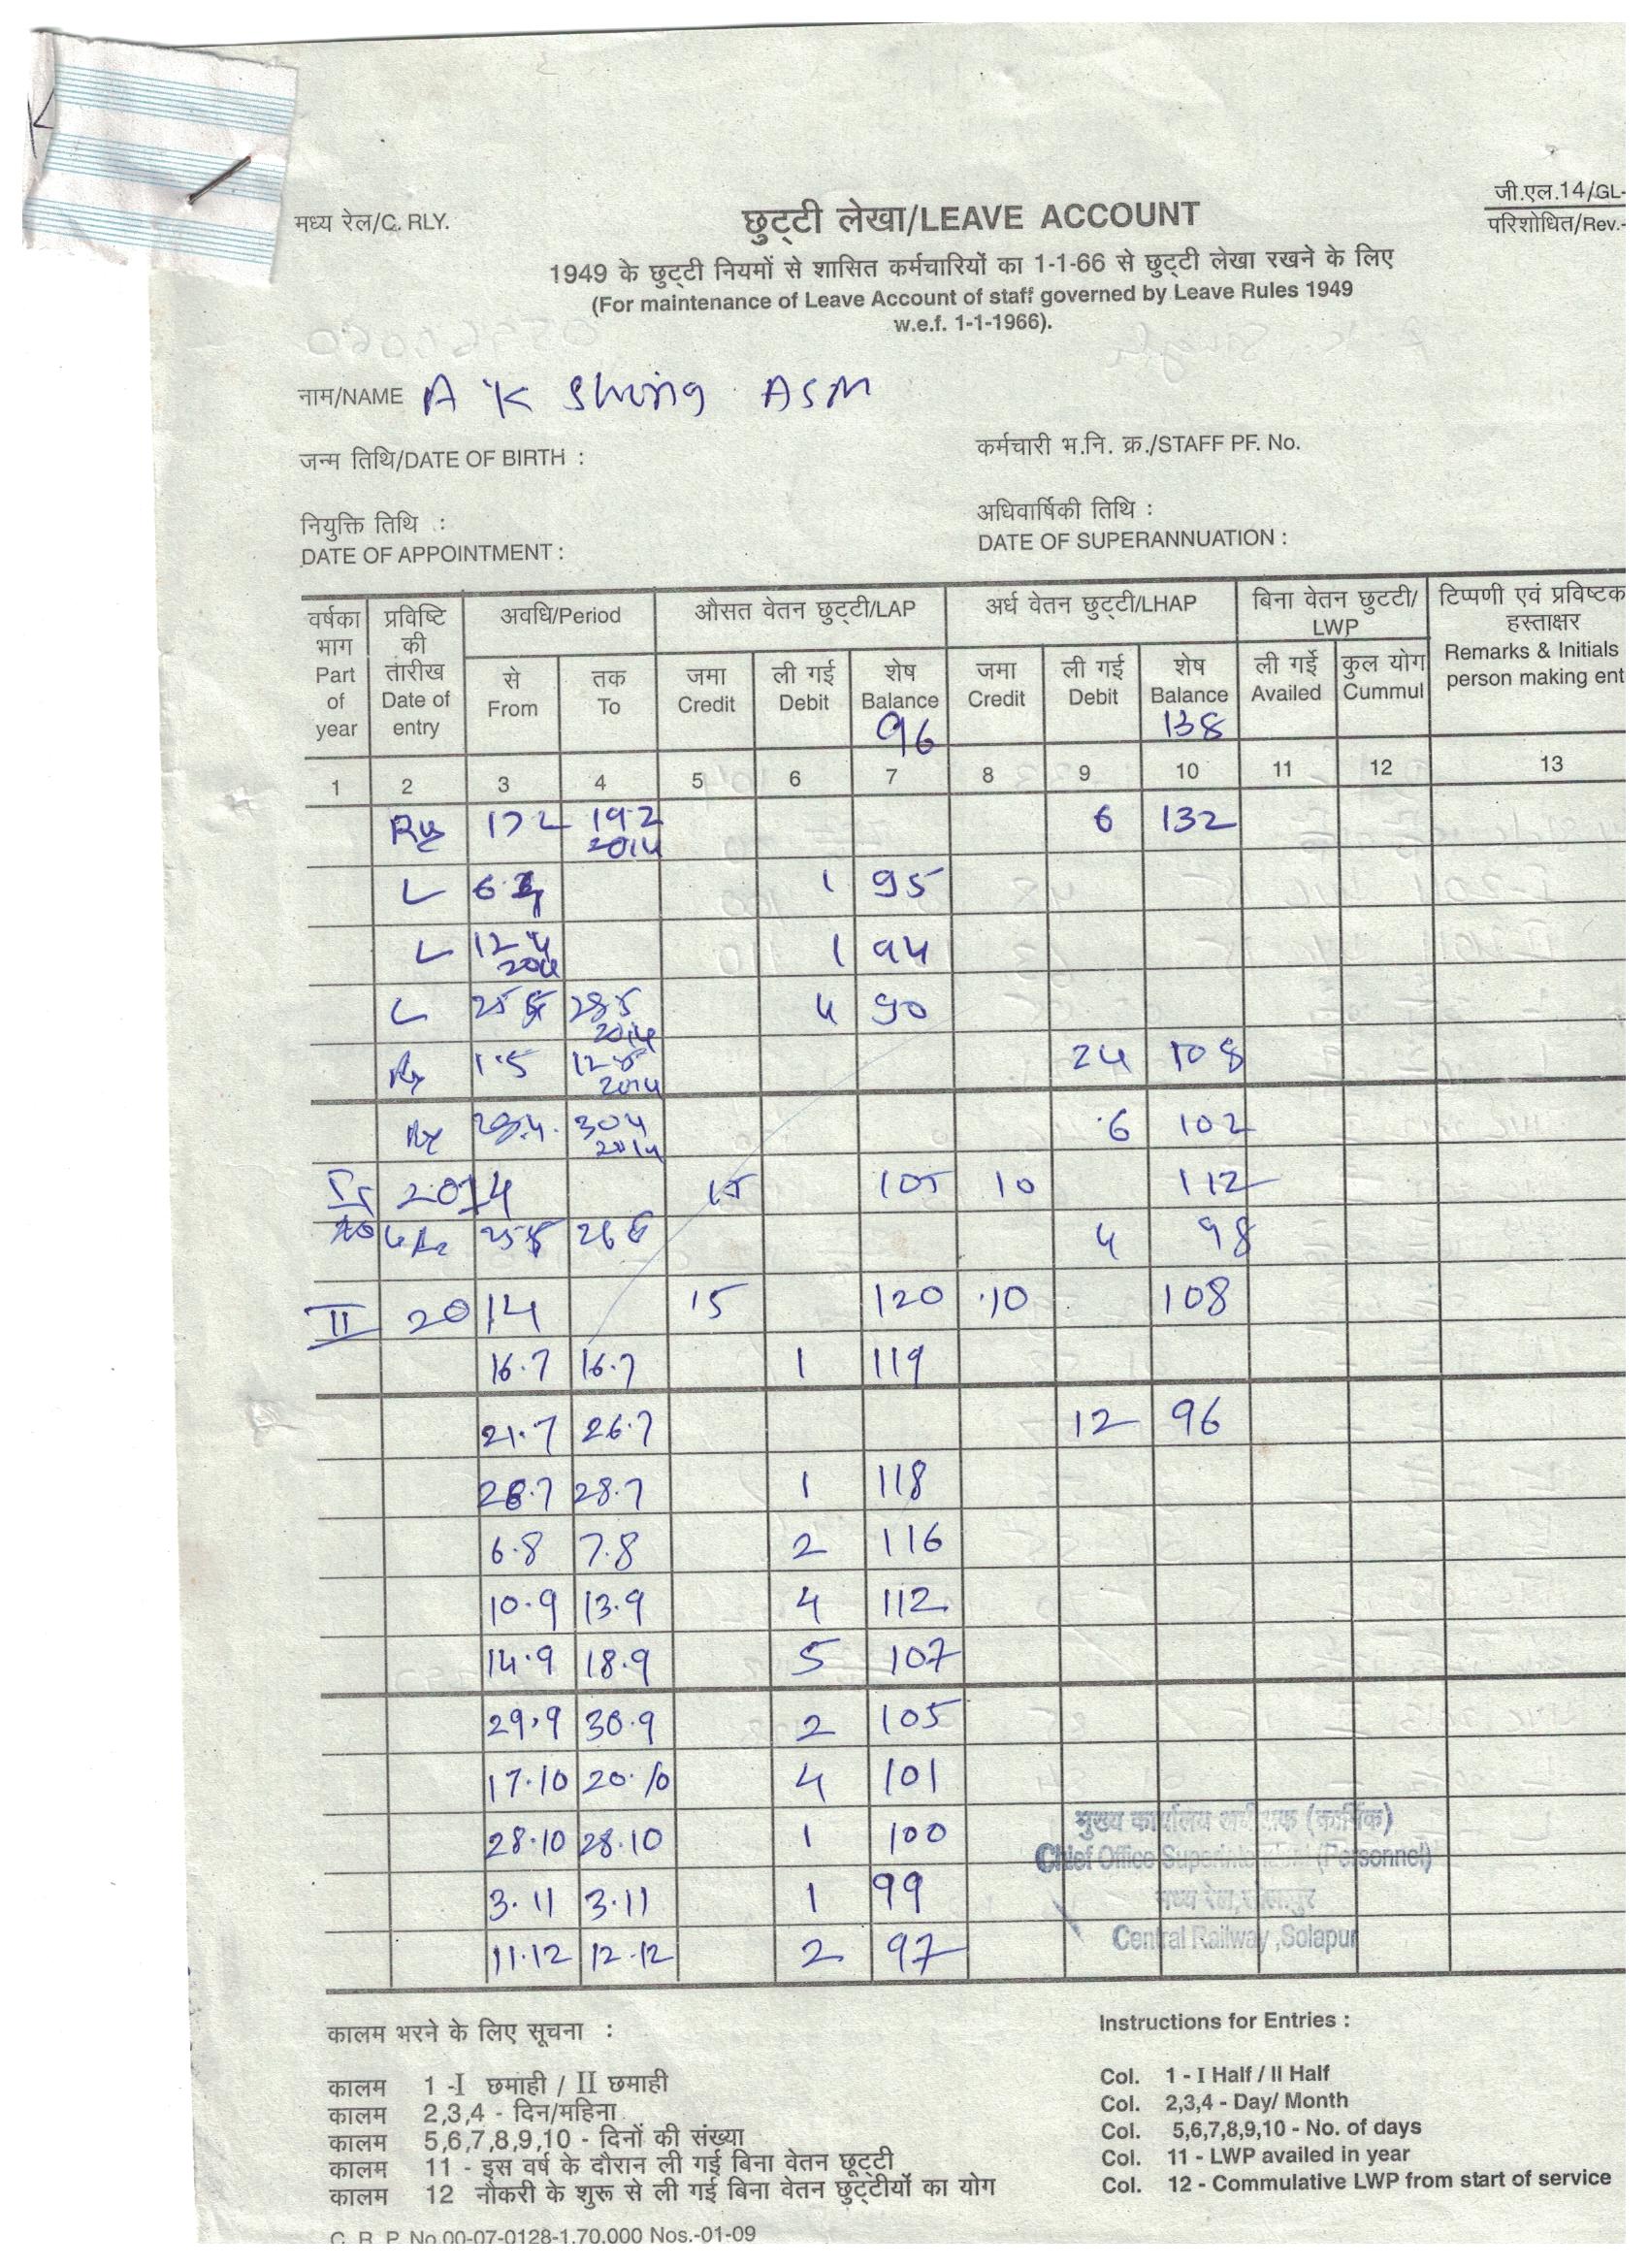 जी.एल.14/GL-
मध्य रेल/C. RLY.
छुट्टी लेखा/LEAVE ACCOUNT
परिशोधित/Rev.-
1949 के छुट्टी नियमों से शासित कर्मचारियों का 1-1-66 से छुट्टी लेखा रखने के लिए
(For maintenance of Leave Account of staff governed by Leave Rules 1949
w.e.f. 1-1-1966).
नाम/NAME A K Shing ASM
जन्म तिथि/DATE OF BIRTH :
कर्मचारी भ.नि. क्र./STAFF PF. No.
नियुक्ति तिथि :
DATE OF APPOINTMENT :
अधिवार्षिकी तिथि :
DATE OF SUPERANNUATION :
वर्षका भाग Part of year
प्रविष्टि की तारीख Date of entry
अवधि/Period
औसत वेतन छुट्टी/LAP
अर्ध वेतन छुट्टी/LHAP
बिना वेतन छुटटी/ LWP
टिप्पणी एवं प्रविष्टक हस्ताक्षर Remarks & Initials person making ent
से From
तक To
जमा Credit
ली गई Debit
शेष Balance 96
जमा Credit
ली गई Debit
शेष Balance 138
ली गई Availed
कुल योग Cummul
1 2 3 4 5 6 7 8 9 10 11 12 13
19.2 2014 6 132
L 1 95
L 12 4 2014 1 94
28.5 2014 4 90
1.5 12.5 2014 24 108
30 4 2014 6 102
2014 15 105 10 112
4 98
II 2014 15 120 10 108
16.7 16.7 1 119
21.7 26.7 12 96
28.7 28.7 1 118
6.8 7.8 2 116
10.9 13.9 4 112
14.9 18.9 5 107
29.9 30.9 2 105
17.10 20.10 4 101
28.10 28.10 1 100
3.11 3.11 1 99
11.12 12.12 2 97
मुख्य कार्यालय अधीक्षक (कार्मिक)
Chief Office Superintendent (Personnel)
मध्य रेल,सोलापुर
Central Railway ,Solapur
कालम भरने के लिए सूचना :
कालम 1 -I छमाही / II छमाही
कालम 2,3,4 - दिन/महिना
कालम 5,6,7,8,9,10 - दिनों की संख्या
कालम 11 - इस वर्ष के दौरान ली गई बिना वेतन छूट्टी
कालम 12 नौकरी के शुरू से ली गई बिना वेतन छुट्टीयों का योग
Instructions for Entries :
Col. 1 - I Half / II Half
Col. 2,3,4 - Day/ Month
Col. 5,6,7,8,9,10 - No. of days
Col. 11 - LWP availed in year
Col. 12 - Commulative LWP from start of service
C. R. P. No.00-07-0128-1,70,000 Nos.-01-09